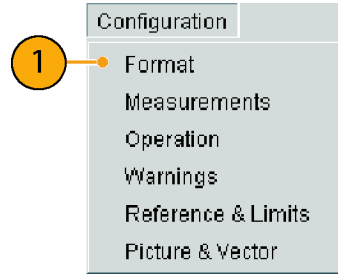 Configuration
1
Format
Measurements
Operation
Warnings
Reference & Limits
Picture & Vector